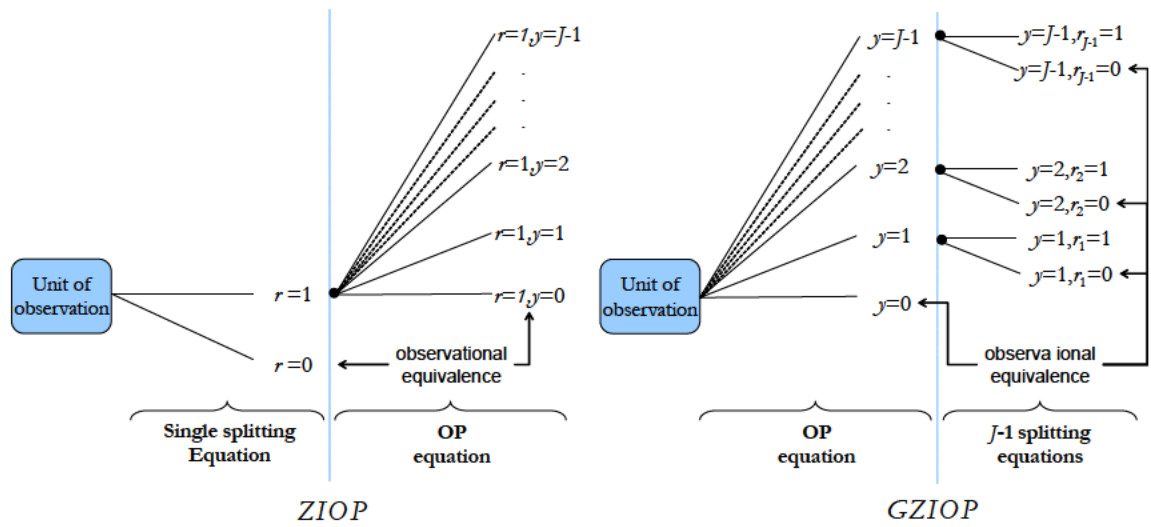 r=1,y=J-1
.
.
.
r=1,y=2
r=1,y=1
Unit of
observation
r=1
r=1,y=0
r=0
observational
equivalence
Single splitting
Equation
OP
equation
ZIOP
y=J-1
y=J-1,r_{J-1}=1
y=J-1,r_{J-1}=0
.
.
.
y=2
y=2,r₂=1
y=2,r₂=0
y=1
y=1,r₁=1
y=1,r₁=0
Unit of
observation
y=0
observa ional
equivalence
OP
equation
J-1 splitting
equations
GZIOP